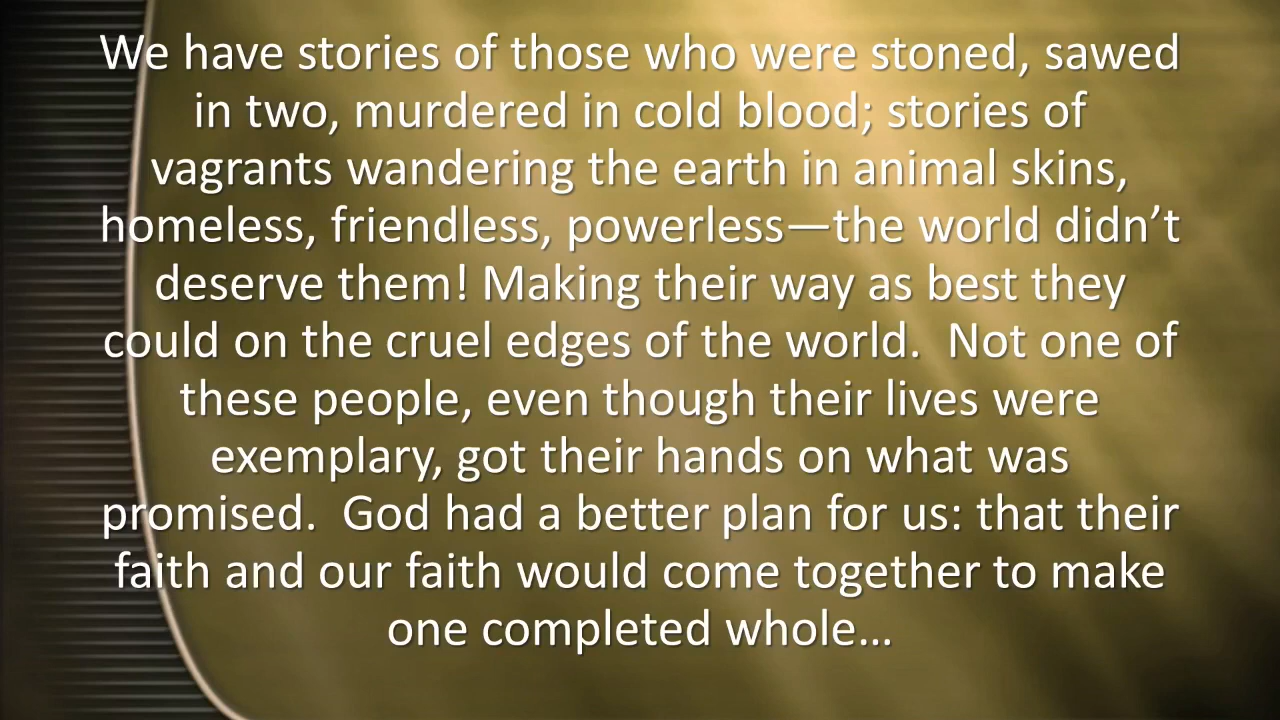 We have stories of those who were stoned, sawed
in two, murdered in cold blood; stories of
vagrants wandering the earth in animal skins,
homeless, friendless, powerless—the world didn’t
deserve them! Making their way as best they
could on the cruel edges of the world.  Not one of
these people, even though their lives were
exemplary, got their hands on what was
promised.  God had a better plan for us: that their
faith and our faith would come together to make
one completed whole…